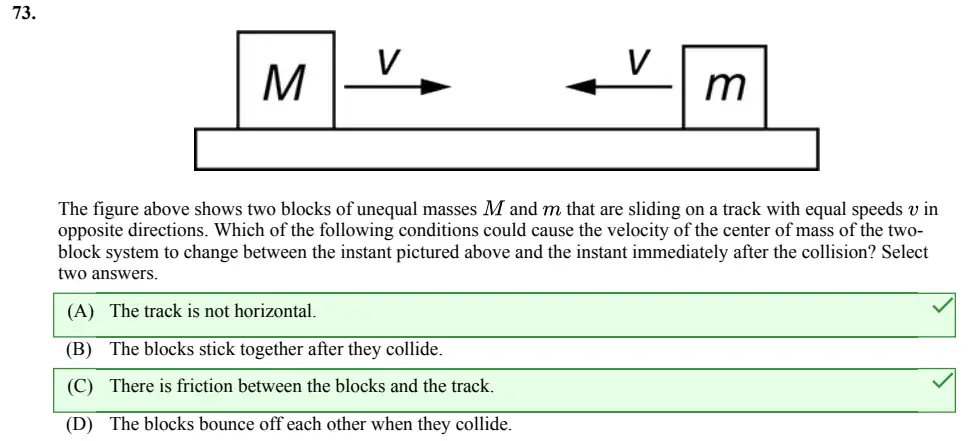 73.
M
V
V
m
The figure above shows two blocks of unequal masses M and m that are sliding on a track with equal speeds v in
opposite directions. Which of the following conditions could cause the velocity of the center of mass of the two-
block system to change between the instant pictured above and the instant immediately after the collision? Select
two answers.
(A) The track is not horizontal.
(B) The blocks stick together after they collide.
(C) There is friction between the blocks and the track.
(D) The blocks bounce off each other when they collide.